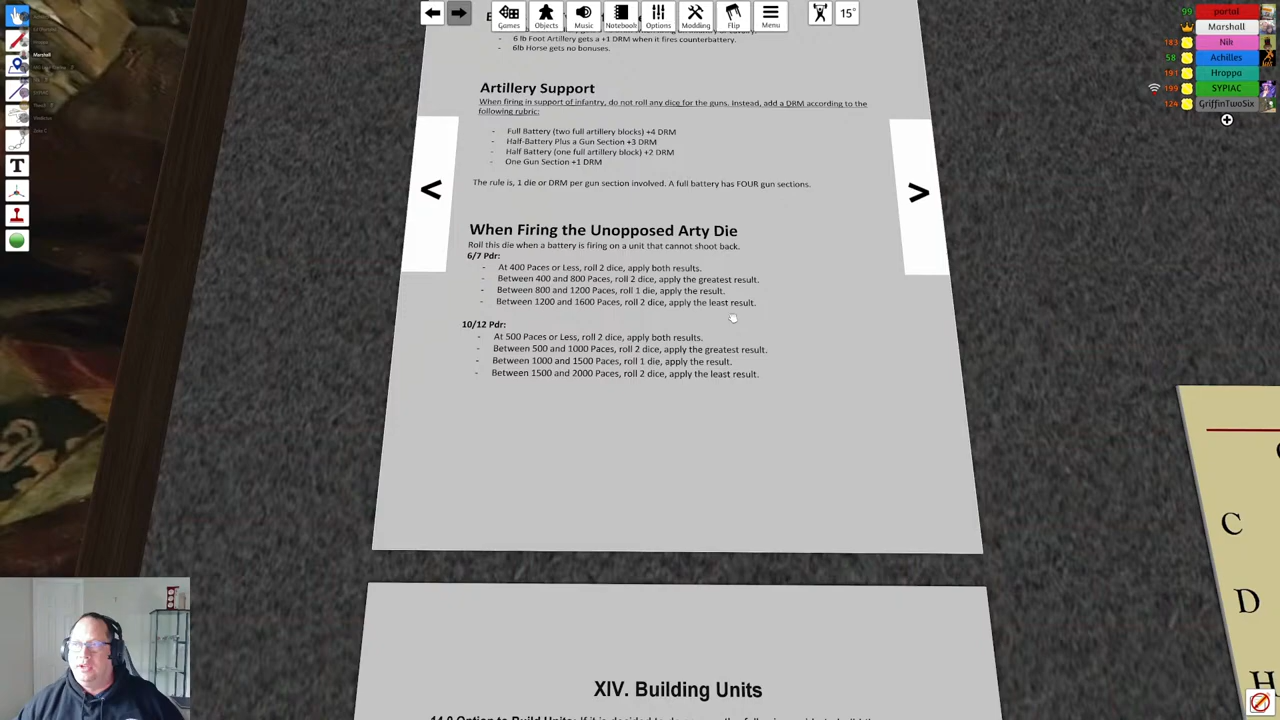 Games
Objects
Music
Notebook
Options
Modding
Flip
Menu
15°
99 portal
Marshall
183 Nik
58 Achilles
191 Hroppa
199 SYPIAC
124 GriffinTwoSix
Marshall
T
- 6 lb Foot Artillery gets a +1 DRM when it fires counterbattery.
- 6lb Horse gets no bonuses.
Artillery Support
When firing in support of infantry, do not roll any dice for the guns. Instead, add a DRM according to the
following rubric:
- Full Battery (two full artillery blocks) +4 DRM
- Half-Battery Plus a Gun Section +3 DRM
- Half Battery (one full artillery block) +2 DRM
- One Gun Section +1 DRM
The rule is, 1 die or DRM per gun section involved. A full battery has FOUR gun sections.
<
>
When Firing the Unopposed Arty Die
Roll this die when a battery is firing on a unit that cannot shoot back.
6/7 Pdr:
- At 400 Paces or Less, roll 2 dice, apply both results.
- Between 400 and 800 Paces, roll 2 dice, apply the greatest result.
- Between 800 and 1200 Paces, roll 1 die, apply the result.
- Between 1200 and 1600 Paces, roll 2 dice, apply the least result.
10/12 Pdr:
- At 500 Paces or Less, roll 2 dice, apply both results.
- Between 500 and 1000 Paces, roll 2 dice, apply the greatest result.
- Between 1000 and 1500 Paces, roll 1 die, apply the result.
- Between 1500 and 2000 Paces, roll 2 dice, apply the least result.
C
D
H
XIV. Building Units